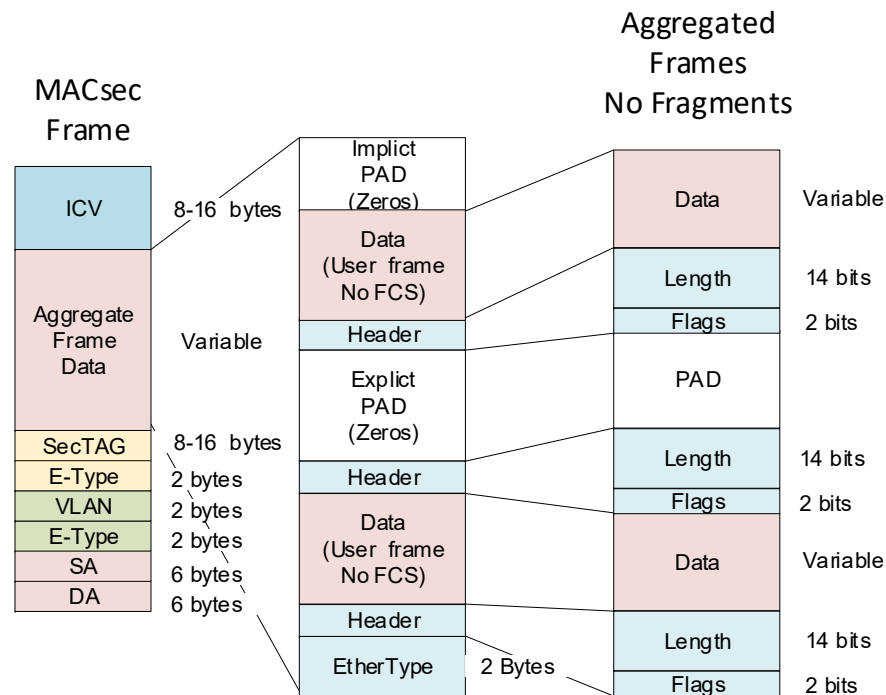 MACsec
Frame
ICV
8-16 bytes
Aggregate
Frame
Data
Variable
SecTAG
8-16 bytes
E-Type
2 bytes
VLAN
2 bytes
E-Type
2 bytes
SA
6 bytes
DA
6 bytes
Implict
PAD
(Zeros)
Data
(User frame
No FCS)
Header
Explict
PAD
(Zeros)
Header
Data
(User frame
No FCS)
Header
EtherType
2 Bytes
Aggregated
Frames
No Fragments
Data
Variable
Length
14 bits
Flags
2 bits
PAD
Length
14 bits
Flags
2 bits
Data
Variable
Length
14 bits
Flags
2 bits